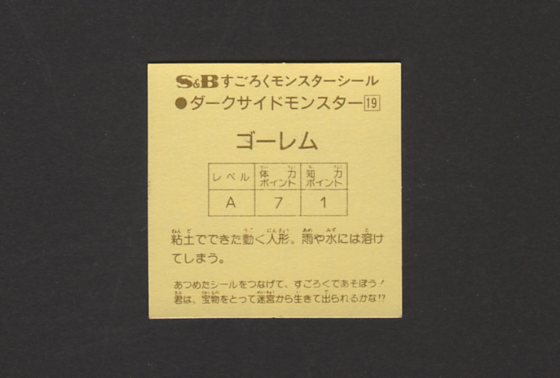 S&Bすごろくモンスターシール
●ダークサイドモンスター19
ゴーレム
レベル 体力ポイント 知力ポイント
A 7 1
粘土でできた動く人形。雨や水には溶け
てしまう。
あつめたシールをつなげて、すごろくであそぼう！
君は、宝物をとって迷宮から生きて出られるかな!?